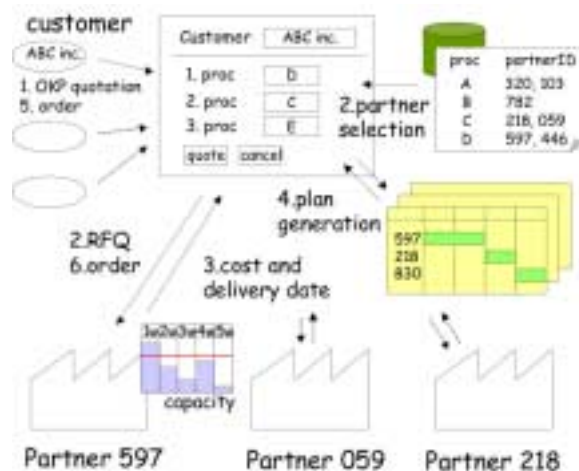 customer
ABC inc.
1. OKP quotation
5. order
Customer ABC inc.
1. proc D
2. proc C
3. proc E
quote cancel
proc partnerID
A 320, 103
B 782
C 218, 059
D 597, 446
2.partner
selection
4.plan
generation
597
218
830
2.RFQ
6.order
3.cost and
delivery date
1w2w3w4w5w
capacity
Partner 597
Partner 059
Partner 218